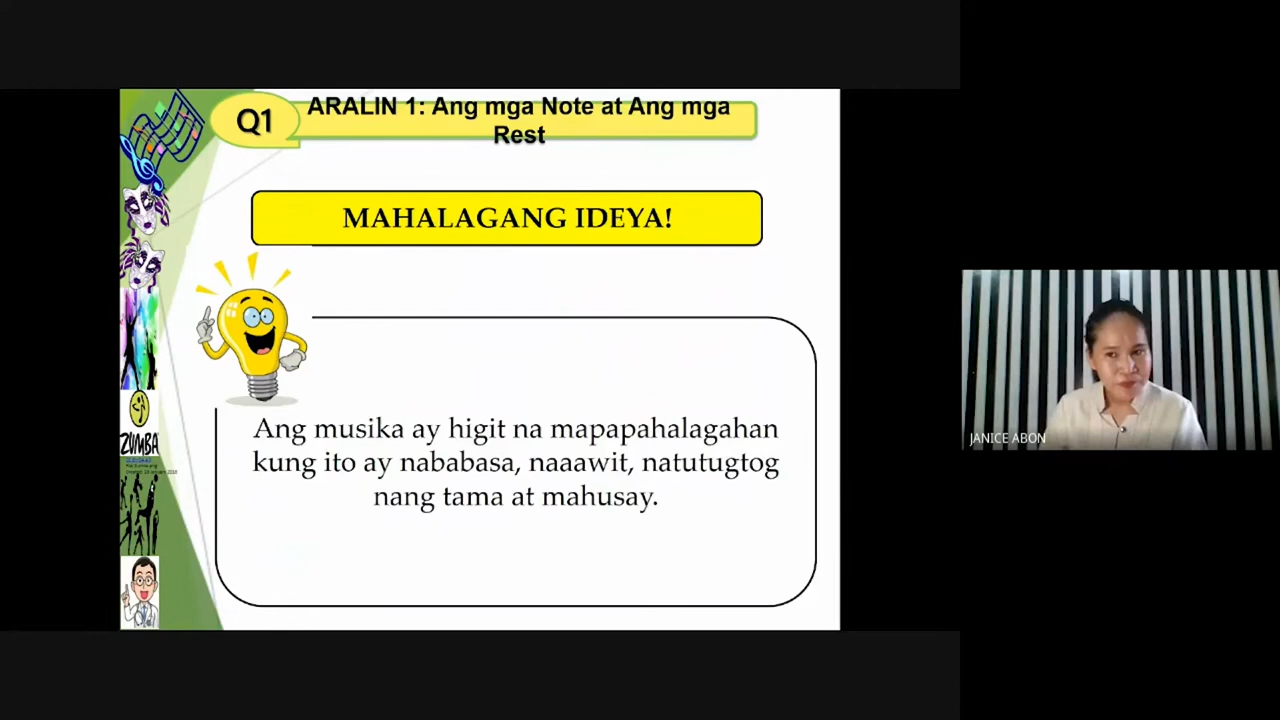 Q1
ARALIN 1: Ang mga Note at Ang mga
Rest
MAHALAGANG IDEYA!
Ang musika ay higit na mapapahalagahan
kung ito ay nababasa, naaawit, natutugtog
nang tama at mahusay.
ZUMBA
JANICE ABON